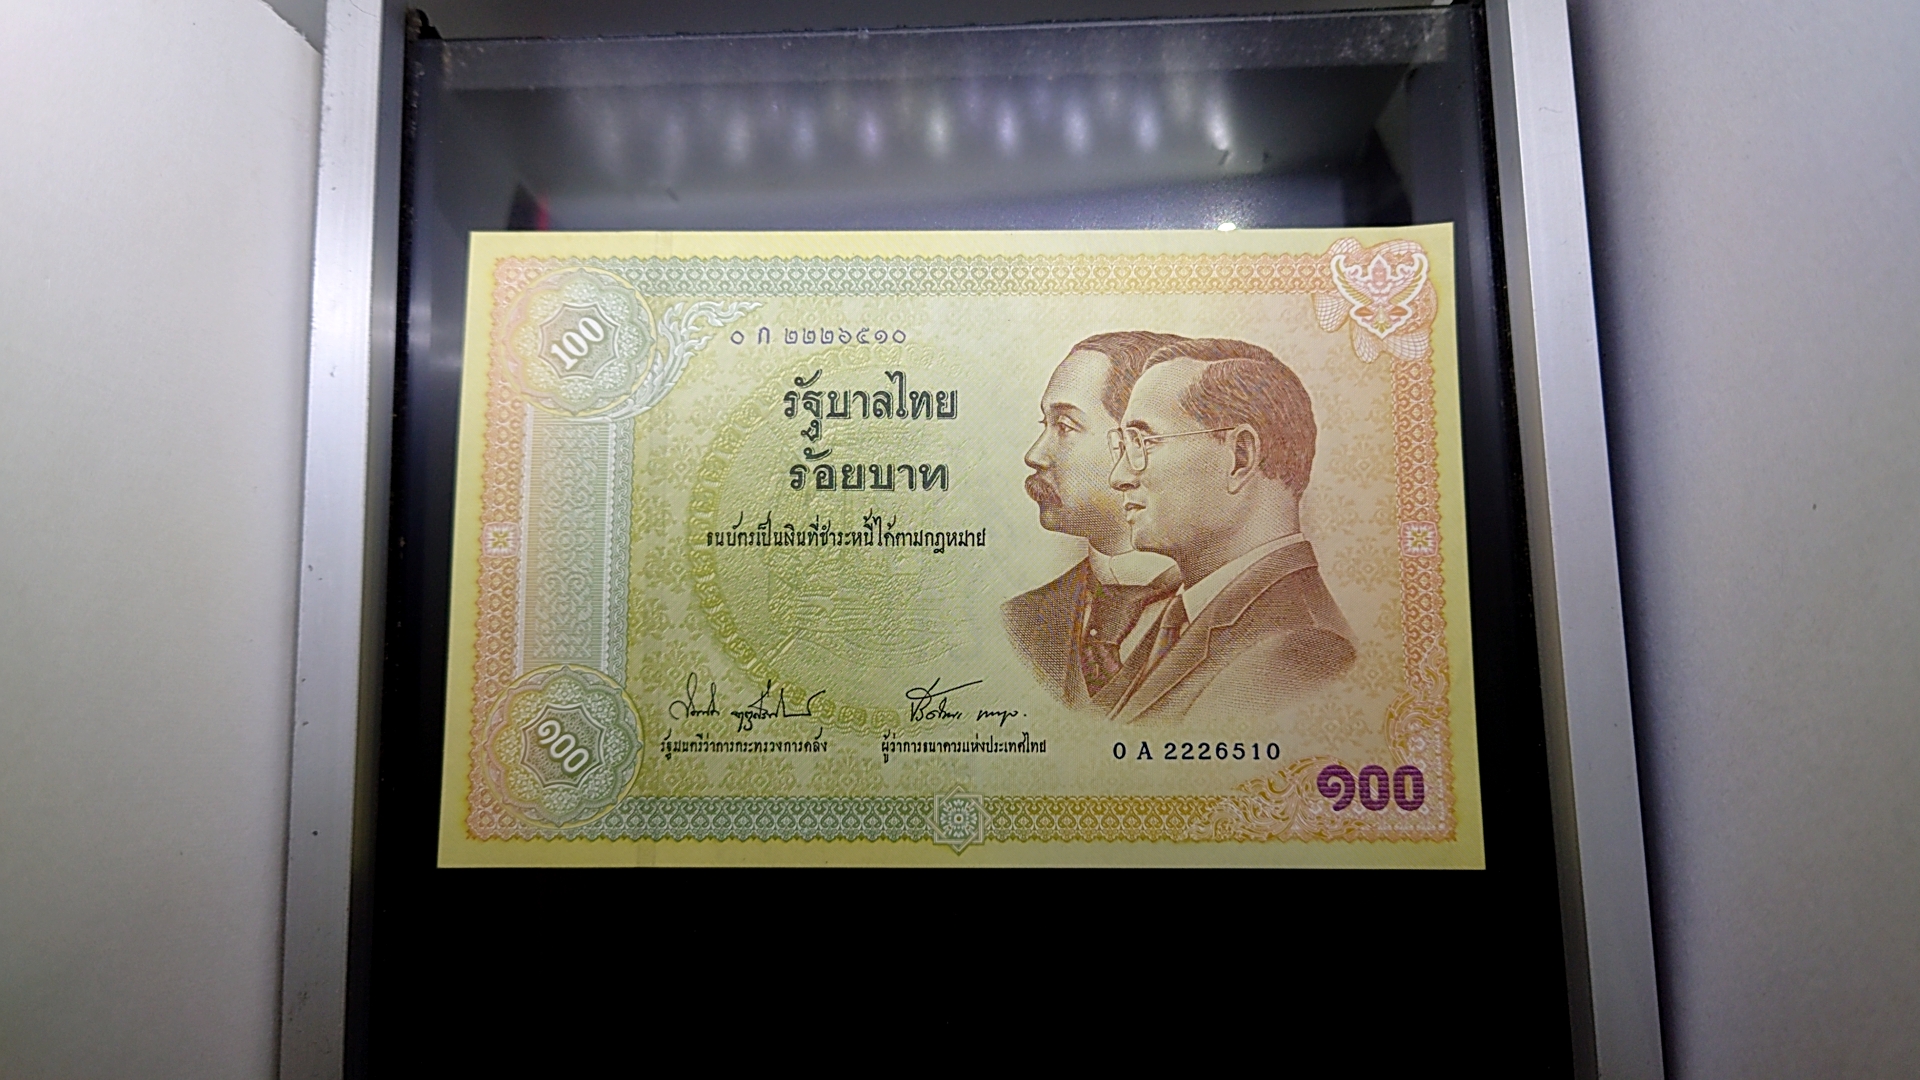 100
๐ ก ๒๒๒๖๕๑๐
รัฐบาลไทย
ร้อยบาท
ธนบัตรเป็นเงินที่ชำระหนี้ได้ตามกฎหมาย
รัฐมนตรีว่าการกระทรวงการคลัง
ผู้ว่าการธนาคารแห่งประเทศไทย
0 A 2226510
๑๐๐
๑๐๐